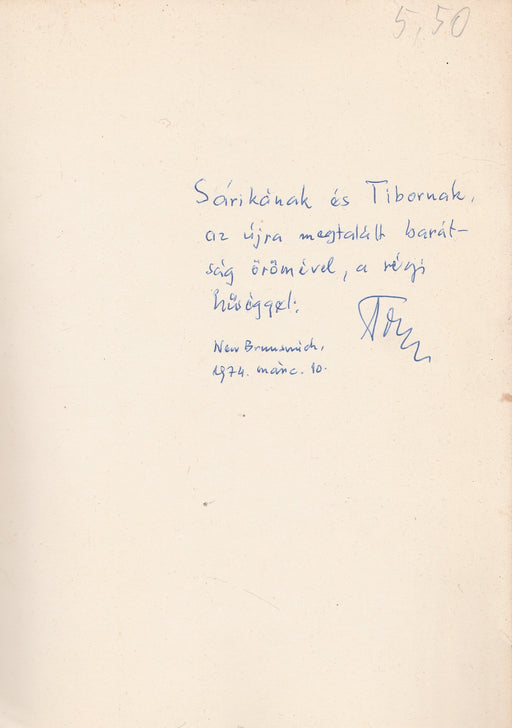 5,50
Sárikának és Tibornak,
az újra megtalált barát-
ság örömével, a régi
hűséggel:
New Brunswick,
1974. márc. 10.